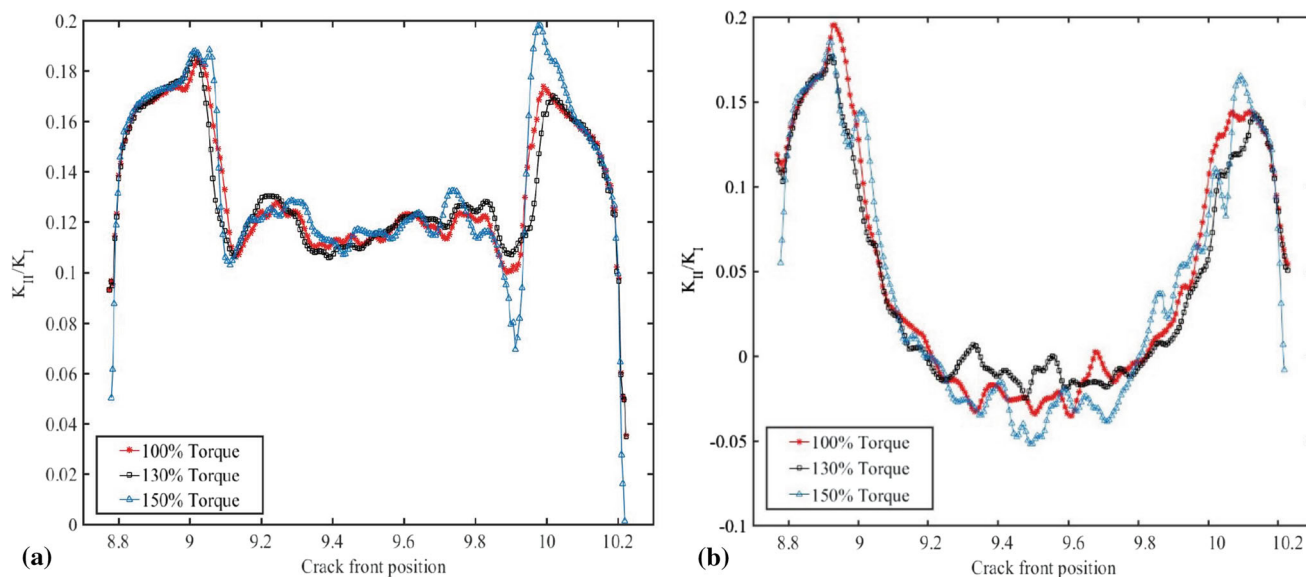 0.2
0.18
0.16
0.14
0.12
0.1
0.08
0.06
0.04
0.02
0
K_II/K_I
100% Torque
130% Torque
150% Torque
8.8 9 9.2 9.4 9.6 9.8 10 10.2
(a) Crack front position
0.2
0.15
0.1
0.05
0
-0.05
-0.1
K_II/K_I
100% Torque
130% Torque
150% Torque
8.8 9 9.2 9.4 9.6 9.8 10 10.2
(b) Crack front position